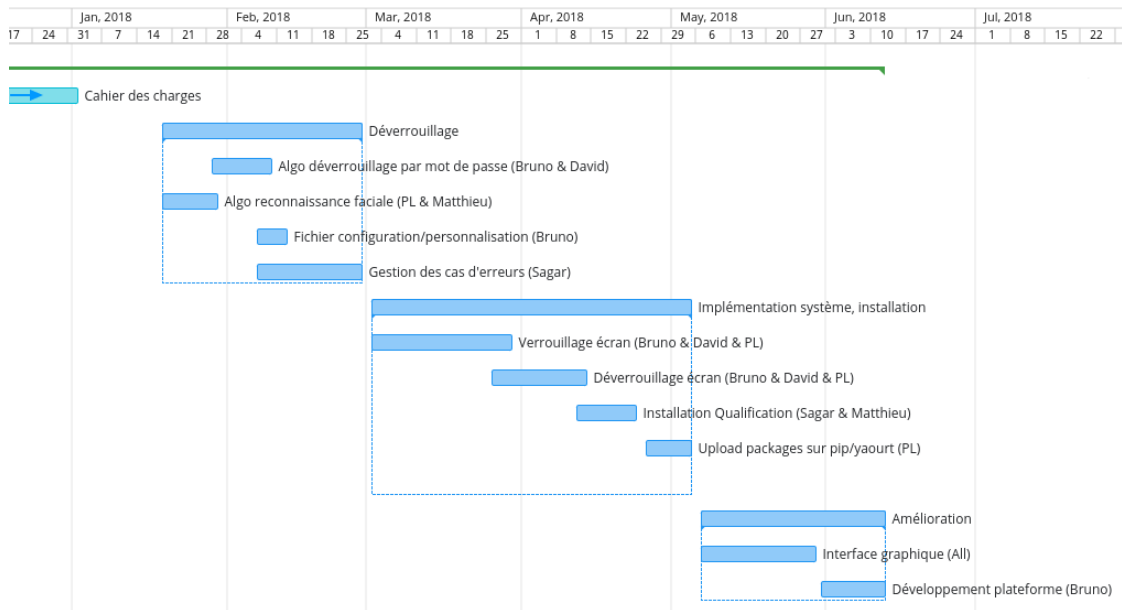 Jan, 2018 Feb, 2018 Mar, 2018 Apr, 2018 May, 2018 Jun, 2018 Jul, 2018
17 24 31 7 14 21 28 4 11 18 25 4 11 18 25 1 8 15 22 29 6 13 20 27 3 10 17 24 1 8 15 22
Cahier des charges
Déverrouillage
Algo déverrouillage par mot de passe (Bruno & David)
Algo reconnaissance faciale (PL & Matthieu)
Fichier configuration/personnalisation (Bruno)
Gestion des cas d'erreurs (Sagar)
Implémentation système, installation
Verrouillage écran (Bruno & David & PL)
Déverrouillage écran (Bruno & David & PL)
Installation Qualification (Sagar & Matthieu)
Upload packages sur pip/yaourt (PL)
Amélioration
Interface graphique (All)
Développement plateforme (Bruno)